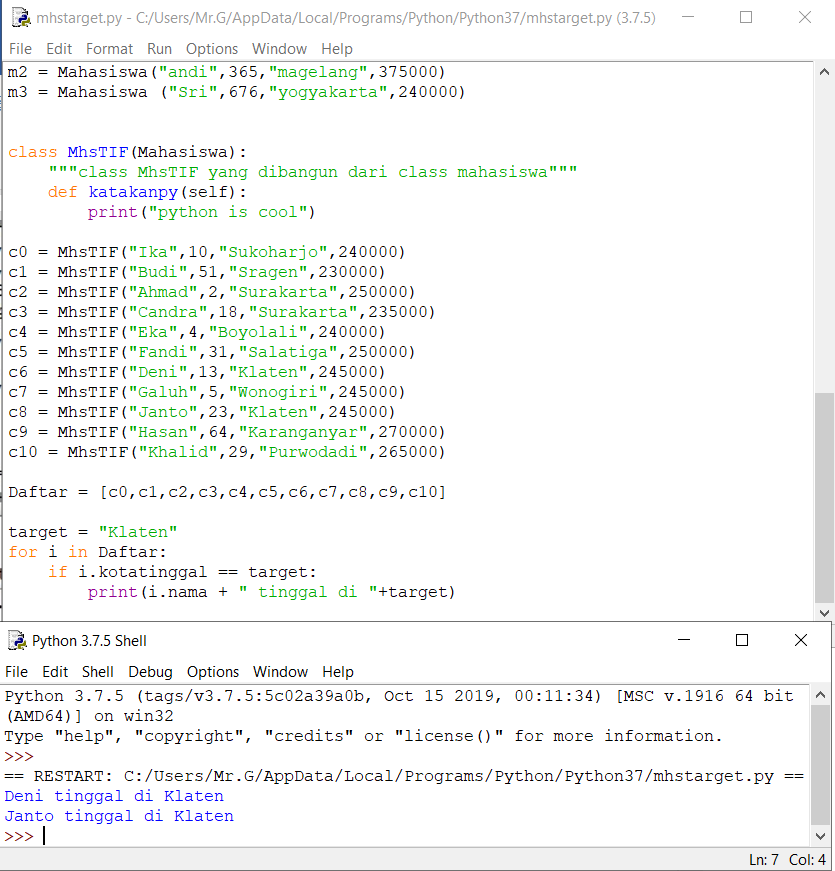 mhstarget.py - C:/Users/Mr.G/AppData/Local/Programs/Python/Python37/mhstarget.py (3.7.5)
File Edit Format Run Options Window Help
m2 = Mahasiswa("andi",365,"magelang",375000)
m3 = Mahasiswa ("Sri",676,"yogyakarta",240000)
class MhsTIF(Mahasiswa):
    """class MhsTIF yang dibangun dari class mahasiswa"""
    def katakanpy(self):
        print("python is cool")
c0 = MhsTIF("Ika",10,"Sukoharjo",240000)
c1 = MhsTIF("Budi",51,"Sragen",230000)
c2 = MhsTIF("Ahmad",2,"Surakarta",250000)
c3 = MhsTIF("Candra",18,"Surakarta",235000)
c4 = MhsTIF("Eka",4,"Boyolali",240000)
c5 = MhsTIF("Fandi",31,"Salatiga",250000)
c6 = MhsTIF("Deni",13,"Klaten",245000)
c7 = MhsTIF("Galuh",5,"Wonogiri",245000)
c8 = MhsTIF("Janto",23,"Klaten",245000)
c9 = MhsTIF("Hasan",64,"Karanganyar",270000)
c10 = MhsTIF("Khalid",29,"Purwodadi",265000)
Daftar = [c0,c1,c2,c3,c4,c5,c6,c7,c8,c9,c10]
target = "Klaten"
for i in Daftar:
    if i.kotatinggal == target:
        print(i.nama + " tinggal di "+target)
Python 3.7.5 Shell
File Edit Shell Debug Options Window Help
Python 3.7.5 (tags/v3.7.5:5c02a39a0b, Oct 15 2019, 00:11:34) [MSC v.1916 64 bit
(AMD64)] on win32
Type "help", "copyright", "credits" or "license()" for more information.
>>>
== RESTART: C:/Users/Mr.G/AppData/Local/Programs/Python/Python37/mhstarget.py ==
Deni tinggal di Klaten
Janto tinggal di Klaten
>>>
Ln: 7 Col: 4